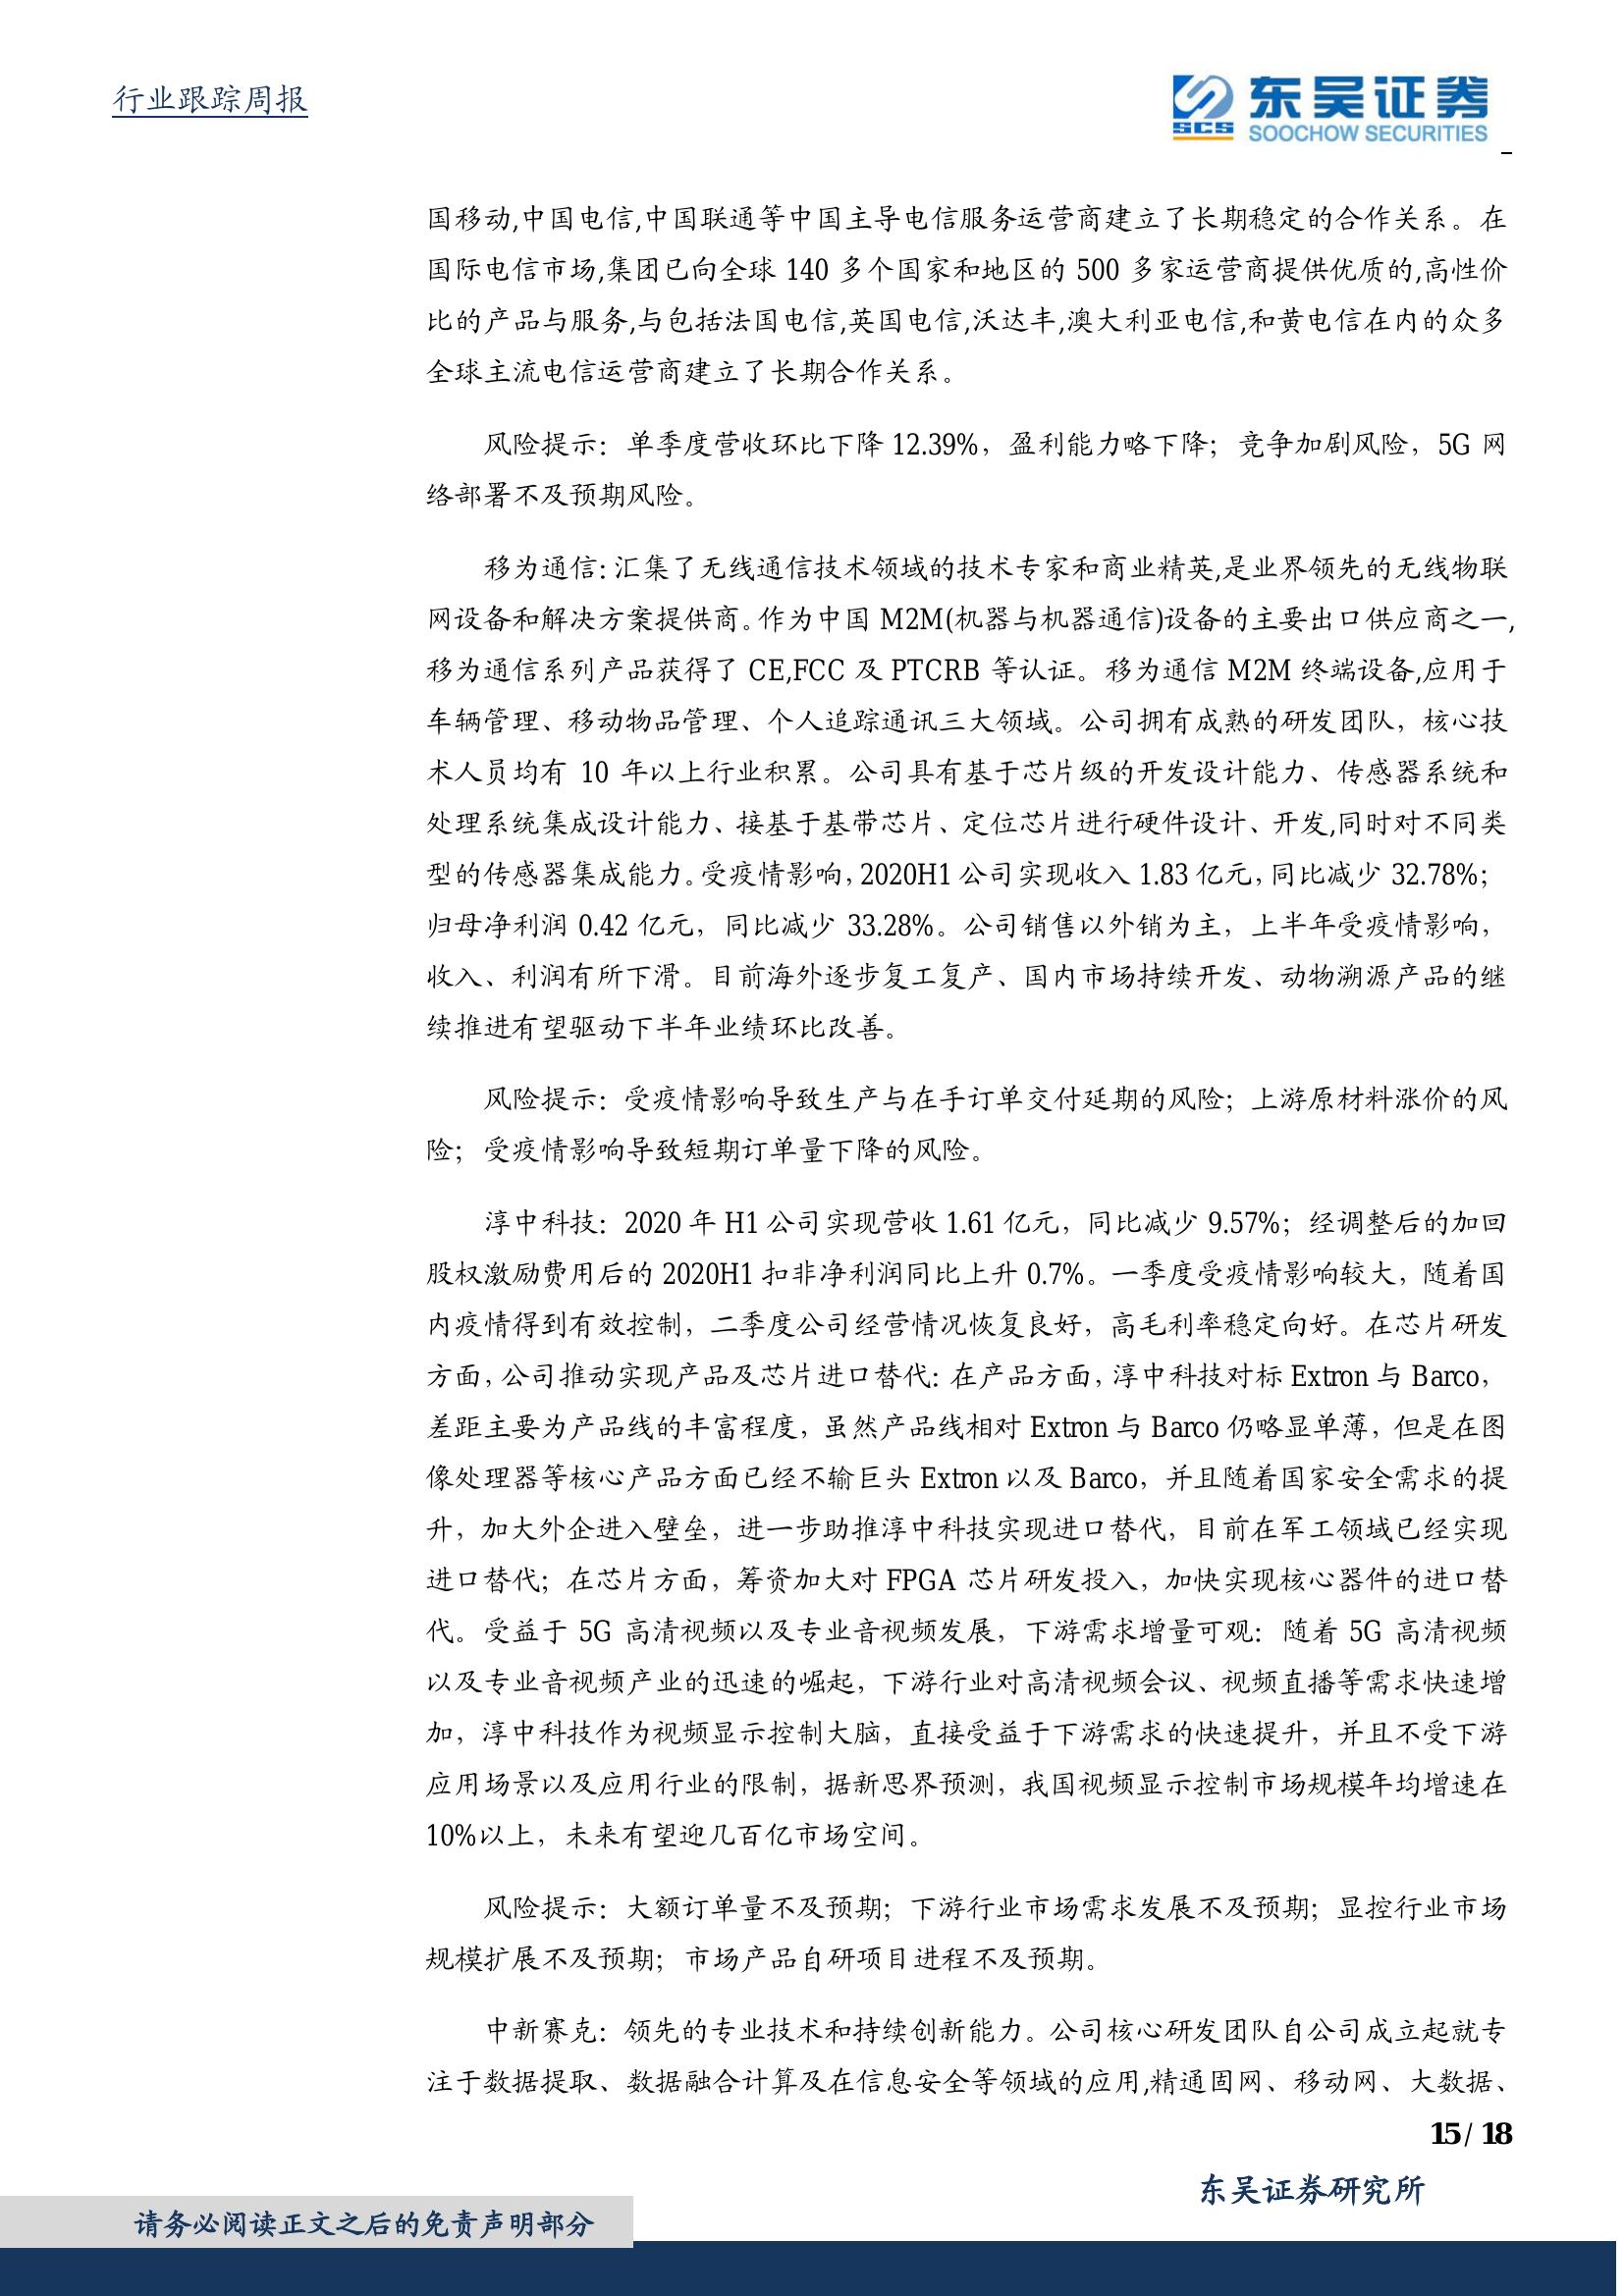 行业跟踪周报
SCS
东吴证券
SOOCHOW SECURITIES
国移动,中国电信,中国联通等中国主导电信服务运营商建立了长期稳定的合作关系。在
国际电信市场,集团已向全球 140 多个国家和地区的 500 多家运营商提供优质的,高性价
比的产品与服务,与包括法国电信,英国电信,沃达丰,澳大利亚电信,和黄电信在内的众多
全球主流电信运营商建立了长期合作关系。
风险提示：单季度营收环比下降 12.39%，盈利能力略下降；竞争加剧风险，5G 网
络部署不及预期风险。
移为通信：汇集了无线通信技术领域的技术专家和商业精英,是业界领先的无线物联
网设备和解决方案提供商。作为中国 M2M(机器与机器通信)设备的主要出口供应商之一,
移为通信系列产品获得了 CE,FCC 及 PTCRB 等认证。移为通信 M2M 终端设备,应用于
车辆管理、移动物品管理、个人追踪通讯三大领域。公司拥有成熟的研发团队，核心技
术人员均有 10 年以上行业积累。公司具有基于芯片级的开发设计能力、传感器系统和
处理系统集成设计能力、接基于基带芯片、定位芯片进行硬件设计、开发,同时对不同类
型的传感器集成能力。受疫情影响，2020H1 公司实现收入 1.83 亿元，同比减少 32.78%；
归母净利润 0.42 亿元，同比减少 33.28%。公司销售以外销为主，上半年受疫情影响，
收入、利润有所下滑。目前海外逐步复工复产、国内市场持续开发、动物溯源产品的继
续推进有望驱动下半年业绩环比改善。
风险提示：受疫情影响导致生产与在手订单交付延期的风险；上游原材料涨价的风
险；受疫情影响导致短期订单量下降的风险。
淳中科技：2020 年 H1 公司实现营收 1.61 亿元，同比减少 9.57%；经调整后的加回
股权激励费用后的 2020H1 扣非净利润同比上升 0.7%。一季度受疫情影响较大，随着国
内疫情得到有效控制，二季度公司经营情况恢复良好，高毛利率稳定向好。在芯片研发
方面，公司推动实现产品及芯片进口替代：在产品方面，淳中科技对标 Extron 与 Barco，
差距主要为产品线的丰富程度，虽然产品线相对 Extron 与 Barco 仍略显单薄，但是在图
像处理器等核心产品方面已经不输巨头 Extron 以及 Barco，并且随着国家安全需求的提
升，加大外企进入壁垒，进一步助推淳中科技实现进口替代，目前在军工领域已经实现
进口替代；在芯片方面，筹资加大对 FPGA 芯片研发投入，加快实现核心器件的进口替
代。受益于 5G 高清视频以及专业音视频发展，下游需求增量可观：随着 5G 高清视频
以及专业音视频产业的迅速的崛起，下游行业对高清视频会议、视频直播等需求快速增
加，淳中科技作为视频显示控制大脑，直接受益于下游需求的快速提升，并且不受下游
应用场景以及应用行业的限制，据新思界预测，我国视频显示控制市场规模年均增速在
10%以上，未来有望迎几百亿市场空间。
风险提示：大额订单量不及预期；下游行业市场需求发展不及预期；显控行业市场
规模扩展不及预期；市场产品自研项目进程不及预期。
中新赛克：领先的专业技术和持续创新能力。公司核心研发团队自公司成立起就专
注于数据提取、数据融合计算及在信息安全等领域的应用,精通固网、移动网、大数据、
15 / 18
东吴证券研究所
请务必阅读正文之后的免责声明部分